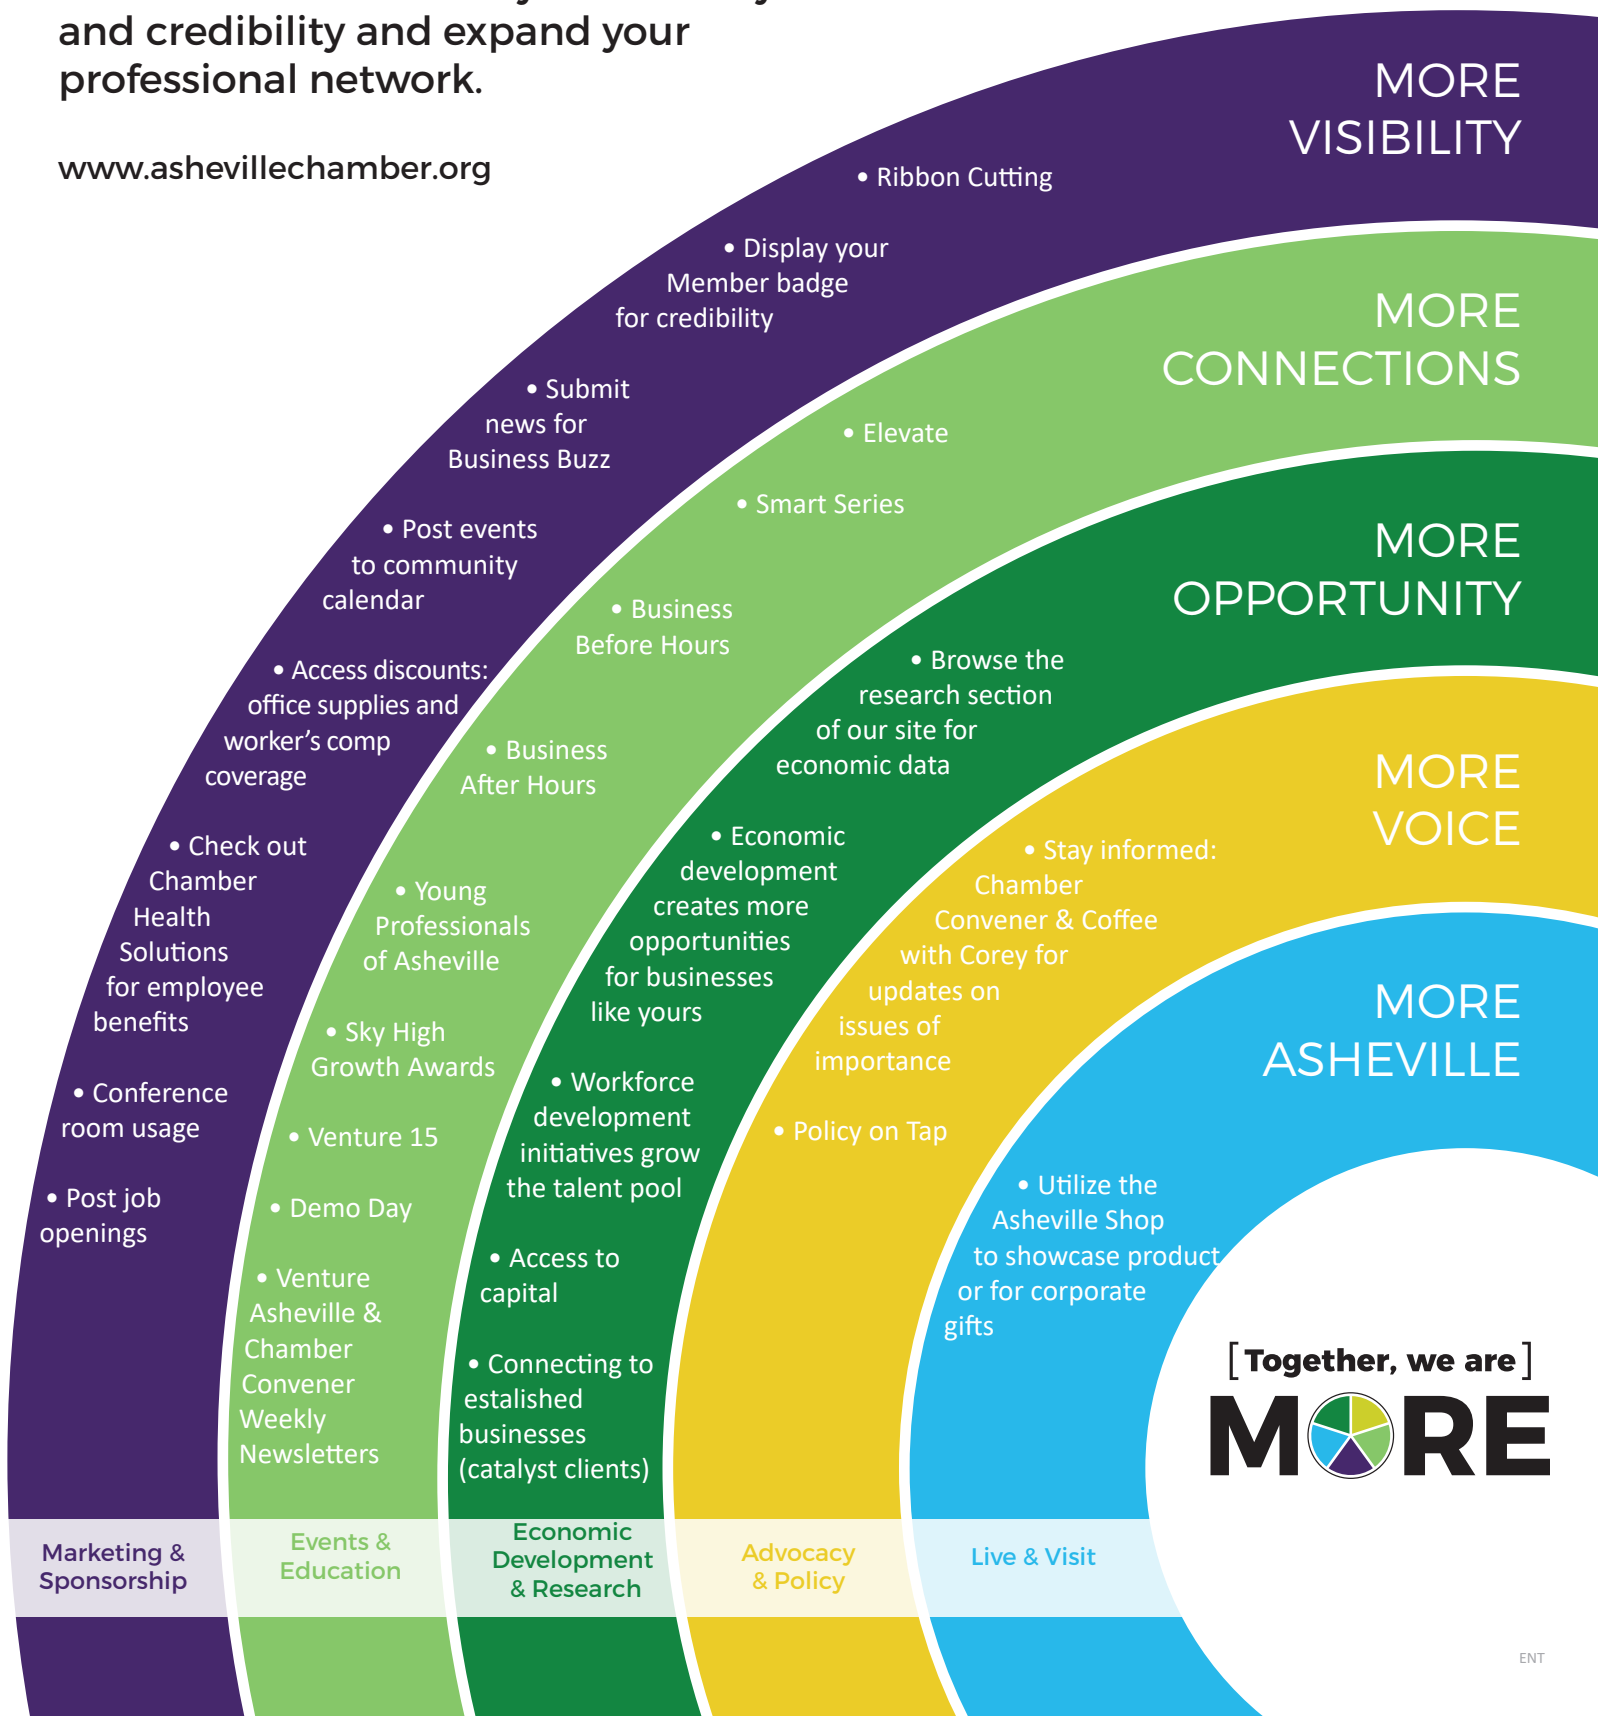 and credibility and expand your
professional network.
www.ashevillechamber.org
MORE
VISIBILITY
• Ribbon Cutting
• Display your
Member badge
for credibility
• Submit
news for
Business Buzz
• Post events
to community
calendar
• Access discounts:
office supplies and
worker’s comp
coverage
• Check out
Chamber
Health
Solutions
for employee
benefits
• Conference
room usage
• Post job
openings
Marketing &
Sponsorship
MORE
CONNECTIONS
• Elevate
• Smart Series
• Business
Before Hours
• Business
After Hours
• Young
Professionals
of Asheville
• Sky High
Growth Awards
• Venture 15
• Demo Day
• Venture
Asheville &
Chamber
Convener
Weekly
Newsletters
Events &
Education
MORE
OPPORTUNITY
• Browse the
research section
of our site for
economic data
• Economic
development
creates more
opportunities
for businesses
like yours
• Workforce
development
initiatives grow
the talent pool
• Access to
capital
• Connecting to
estalished
businesses
(catalyst clients)
Economic
Development
& Research
MORE
VOICE
• Stay informed:
Chamber
Convener & Coffee
with Corey for
updates on
issues of
importance
• Policy on Tap
Advocacy
& Policy
MORE
ASHEVILLE
• Utilize the
Asheville Shop
to showcase product
or for corporate
gifts
Live & Visit
[Together, we are]
MORE
ENT